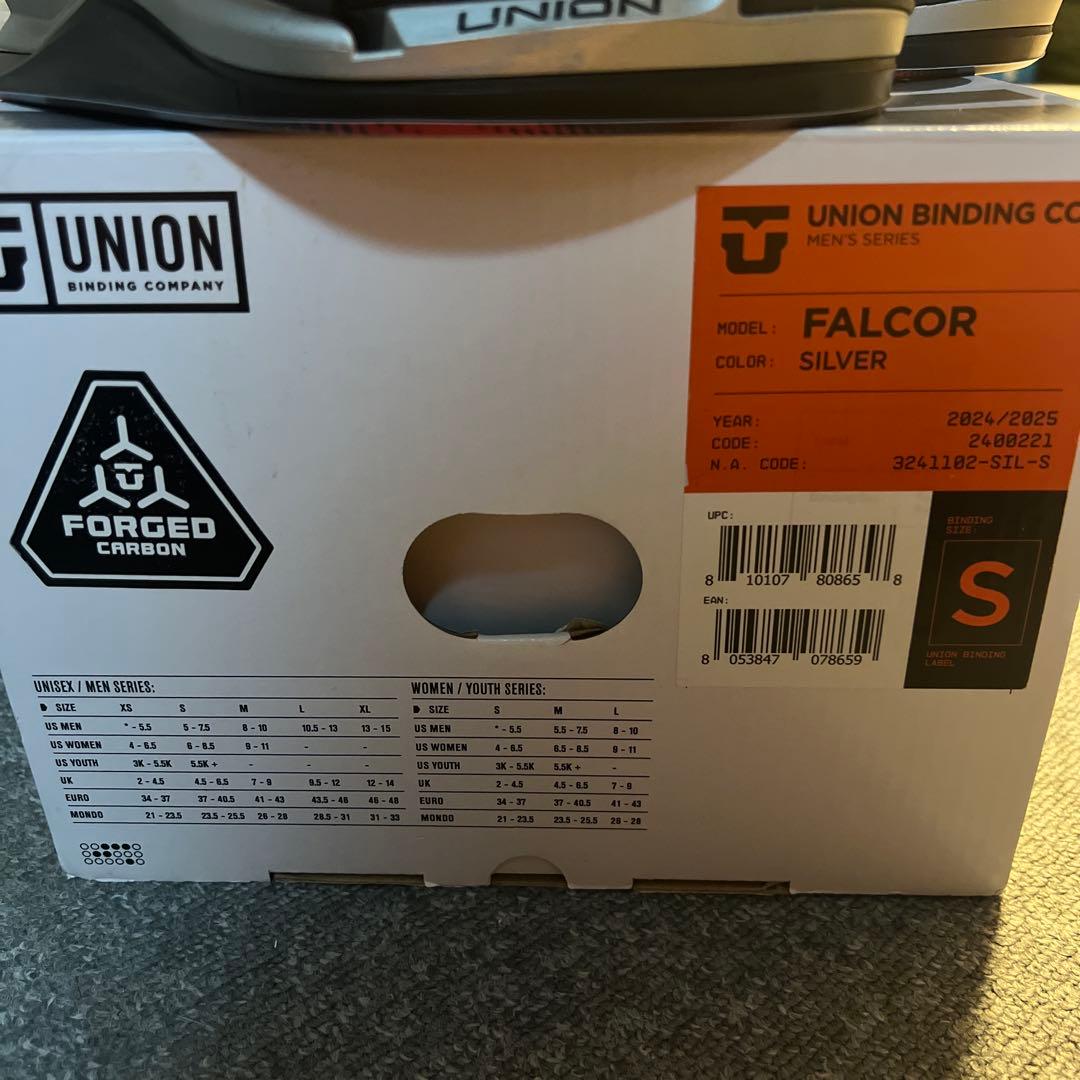 UNION
UNION
BINDING COMPANY
FORGED
CARBON
UNION BINDING CO
MEN'S SERIES
MODEL: FALCOR
COLOR: SILVER
YEAR: 2024/2025
CODE: 2400221
N.A. CODE: 3241102-SIL-S
UPC:
8 10107 80865 8
EAN:
8 053847 078659
BINDING
SIZE:
S
UNION BINDING
LABEL
UNISEX / MEN SERIES:
SIZE XS S M L XL
US MEN * - 5.5 5 - 7.5 8 - 10 10.5 - 13 13 - 15
US WOMEN 4 - 6.5 6 - 8.5 9 - 11 - -
US YOUTH 3K - 5.5K 5.5K + - - -
UK 2 - 4.5 4.5 - 6.5 7 - 9 9.5 - 12 12 - 14
EURO 34 - 37 37 - 40.5 41 - 43 43.5 - 46 46 - 48
MONDO 21 - 23.5 23.5 - 25.5 26 - 28 28.5 - 31 31 - 33
WOMEN / YOUTH SERIES:
SIZE S M L
US MEN * - 5.5 5.5 - 7.5 8 - 10
US WOMEN 4 - 6.5 6.5 - 8.5 9 - 11
US YOUTH 3K - 5.5K 5.5K + -
UK 2 - 4.5 4.5 - 6.5 7 - 9
EURO 34 - 37 37 - 40.5 41 - 43
MONDO 21 - 23.5 23.5 - 25.5 26 - 28